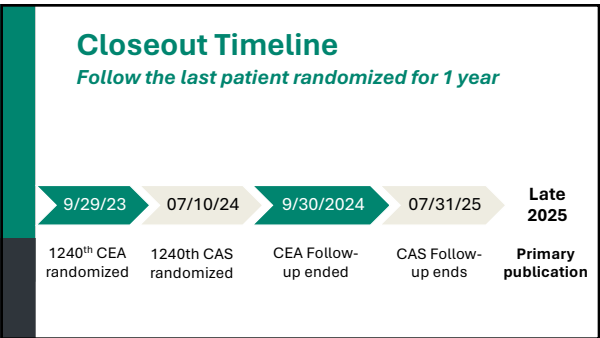 Closeout Timeline
Follow the last patient randomized for 1 year
9/29/23
07/10/24
9/30/2024
07/31/25
Late
2025
1240th CEA
randomized
1240th CAS
randomized
CEA Follow-
up ended
CAS Follow-
up ends
Primary
publication